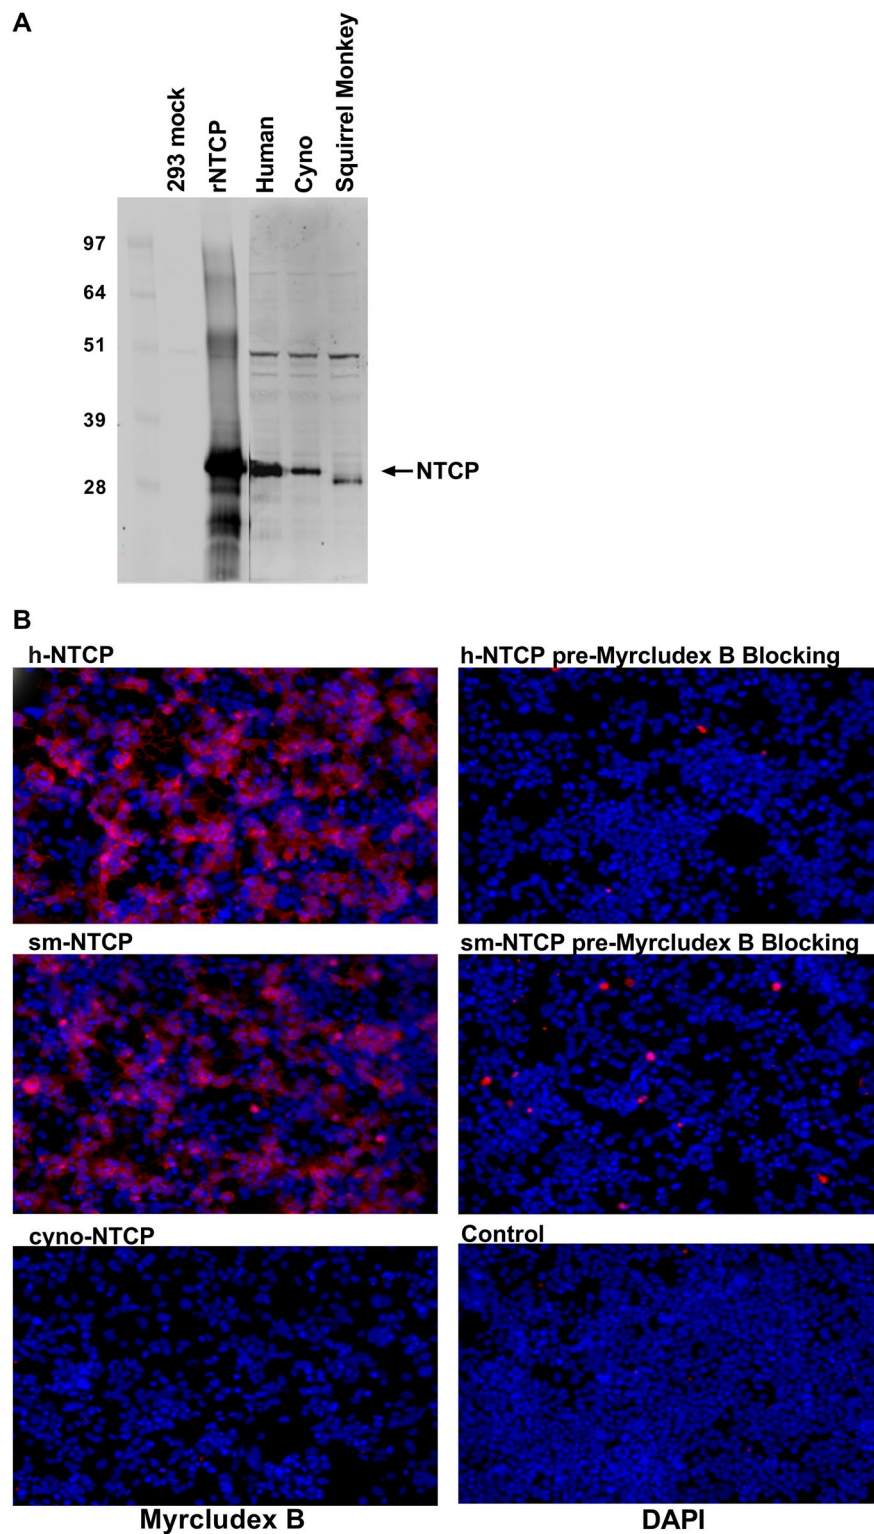 A
293 mock
rNTCP
Human
Cyno
Squirrel Monkey
97
64
51
39
28
NTCP
B
h-NTCP
h-NTCP pre-Myrcludex B Blocking
sm-NTCP
sm-NTCP pre-Myrcludex B Blocking
cyno-NTCP
Control
Myrcludex B
DAPI